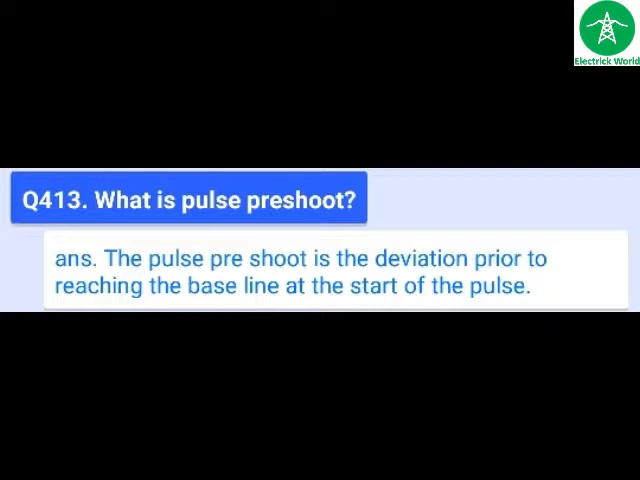 Electrick World
Q413. What is pulse preshoot?
ans. The pulse pre shoot is the deviation prior to
reaching the base line at the start of the pulse.